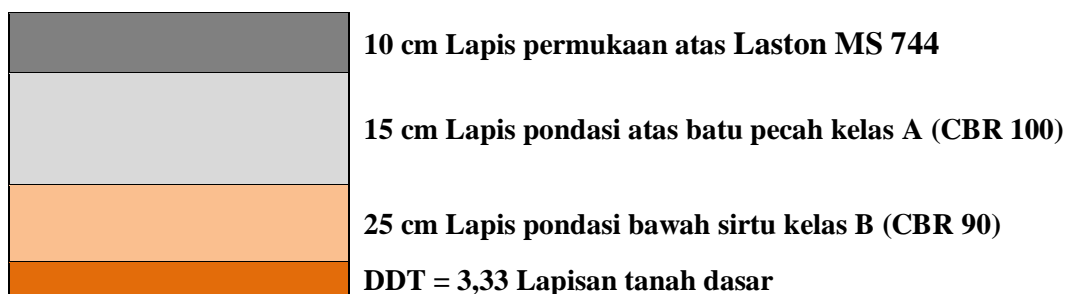 10 cm Lapis permukaan atas Laston MS 744
15 cm Lapis pondasi atas batu pecah kelas A (CBR 100)
25 cm Lapis pondasi bawah sirtu kelas B (CBR 90)
DDT = 3,33 Lapisan tanah dasar